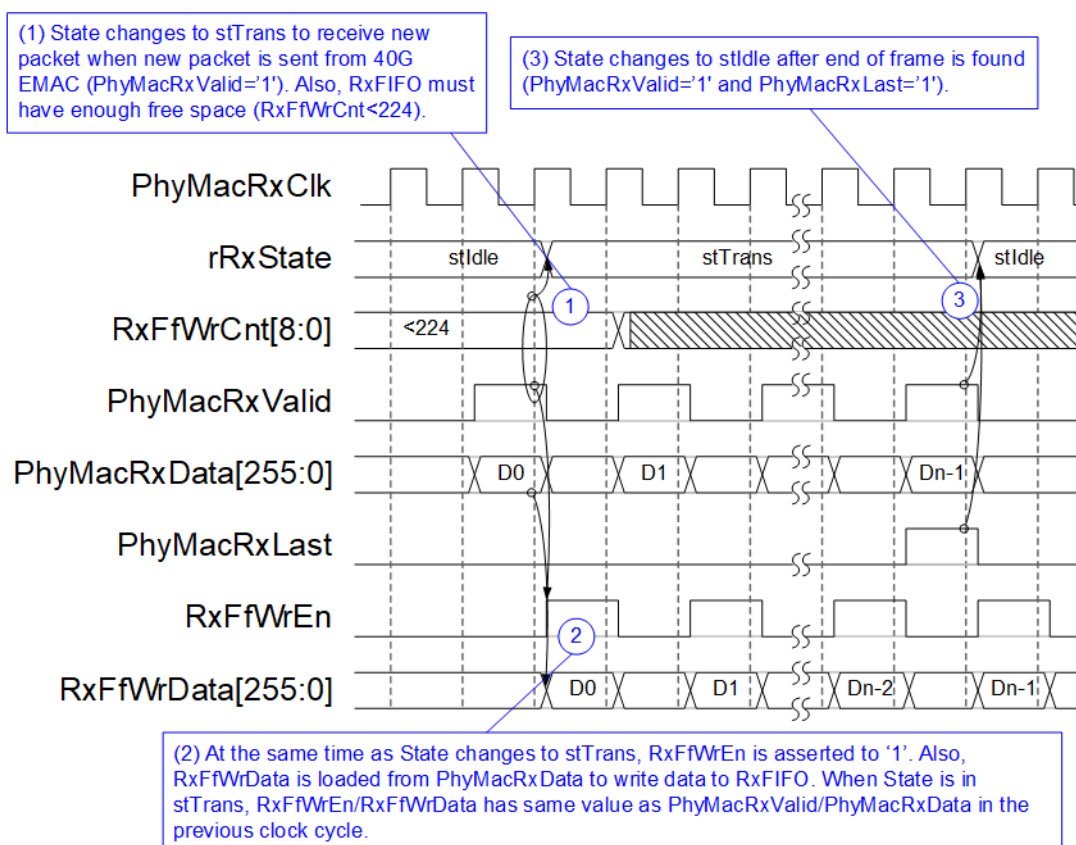 (1) State changes to stTrans to receive new
packet when new packet is sent from 40G
EMAC (PhyMacRxValid='1'). Also, RxFIFO must
have enough free space (RxFfWrCnt<224).
(3) State changes to stIdle after end of frame is found
(PhyMacRxValid='1' and PhyMacRxLast='1').
PhyMacRxClk
rRxState
stIdle
stTrans
stIdle
1
3
RxFfWrCnt[8:0]
<224
PhyMacRxValid
PhyMacRxData[255:0]
D0
D1
Dn-1
PhyMacRxLast
RxFfWrEn
2
RxFfWrData[255:0]
D0
D1
Dn-2
Dn-1
(2) At the same time as State changes to stTrans, RxFfWrEn is asserted to ‘1’. Also,
RxFfWrData is loaded from PhyMacRxData to write data to RxFIFO. When State is in
stTrans, RxFfWrEn/RxFfWrData has same value as PhyMacRxValid/PhyMacRxData in the
previous clock cycle.